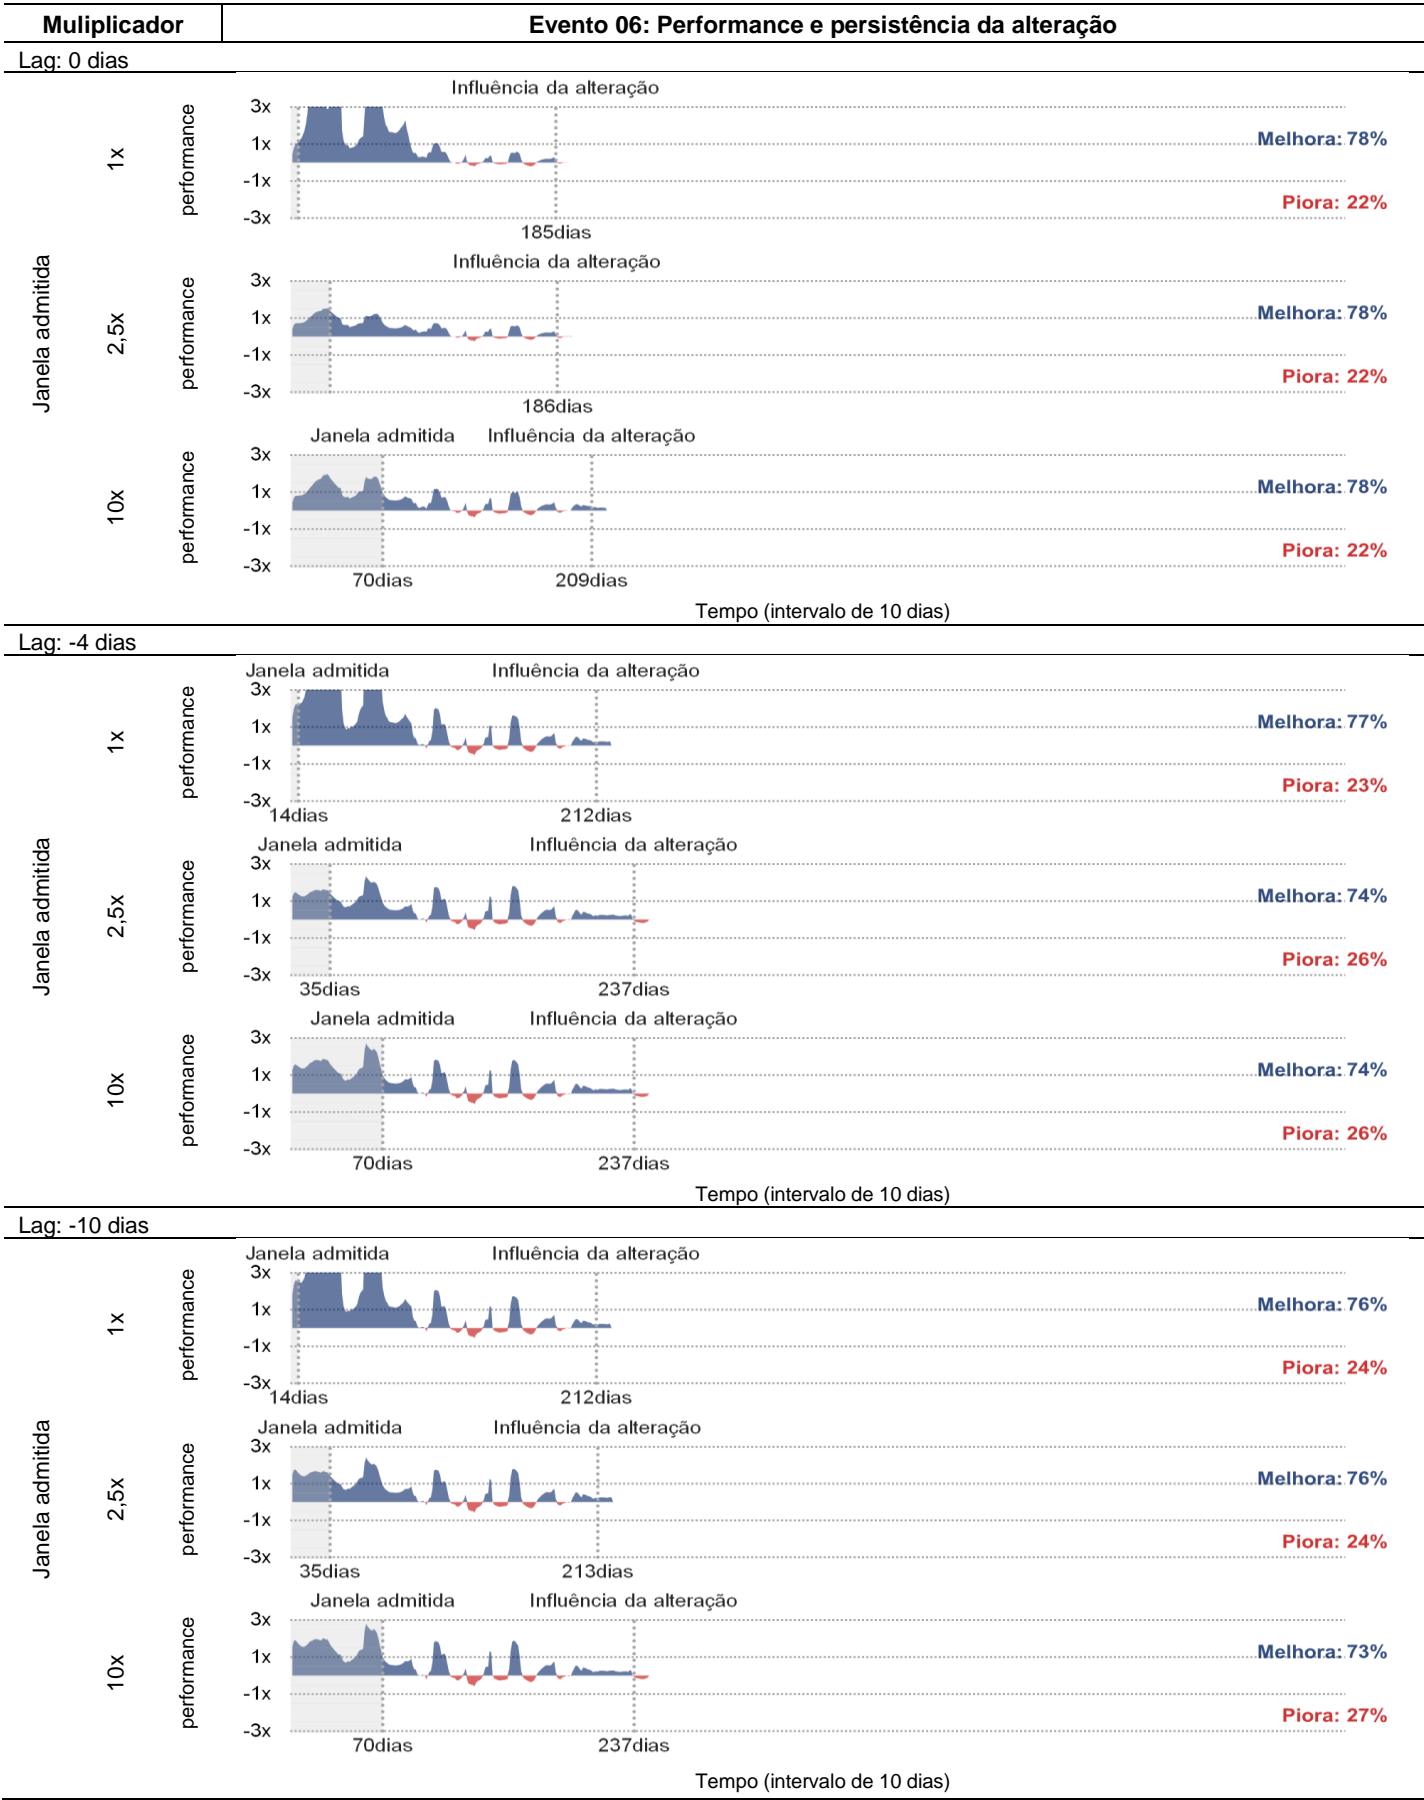 Muliplicador Evento 06: Performance e persistência da alteração
Lag: 0 dias
Janela admitida
1x
performance
Influência da alteração
3x
1x
-1x
-3x
Melhora: 78%
Piora: 22%
185dias
2,5x
performance
Influência da alteração
3x
1x
-1x
-3x
Melhora: 78%
Piora: 22%
186dias
10x
performance
Janela admitida Influência da alteração
3x
1x
-1x
-3x
Melhora: 78%
Piora: 22%
70dias 209dias
Tempo (intervalo de 10 dias)
Lag: -4 dias
Janela admitida
1x
performance
Janela admitida Influência da alteração
3x
1x
-1x
-3x
Melhora: 77%
Piora: 23%
14dias 212dias
2,5x
performance
Janela admitida Influência da alteração
3x
1x
-1x
-3x
Melhora: 74%
Piora: 26%
35dias 237dias
10x
performance
Janela admitida Influência da alteração
3x
1x
-1x
-3x
Melhora: 74%
Piora: 26%
70dias 237dias
Tempo (intervalo de 10 dias)
Lag: -10 dias
Janela admitida
1x
performance
Janela admitida Influência da alteração
3x
1x
-1x
-3x
Melhora: 76%
Piora: 24%
14dias 212dias
2,5x
performance
Janela admitida Influência da alteração
3x
1x
-1x
-3x
Melhora: 76%
Piora: 24%
35dias 213dias
10x
performance
Janela admitida Influência da alteração
3x
1x
-1x
-3x
Melhora: 73%
Piora: 27%
70dias 237dias
Tempo (intervalo de 10 dias)